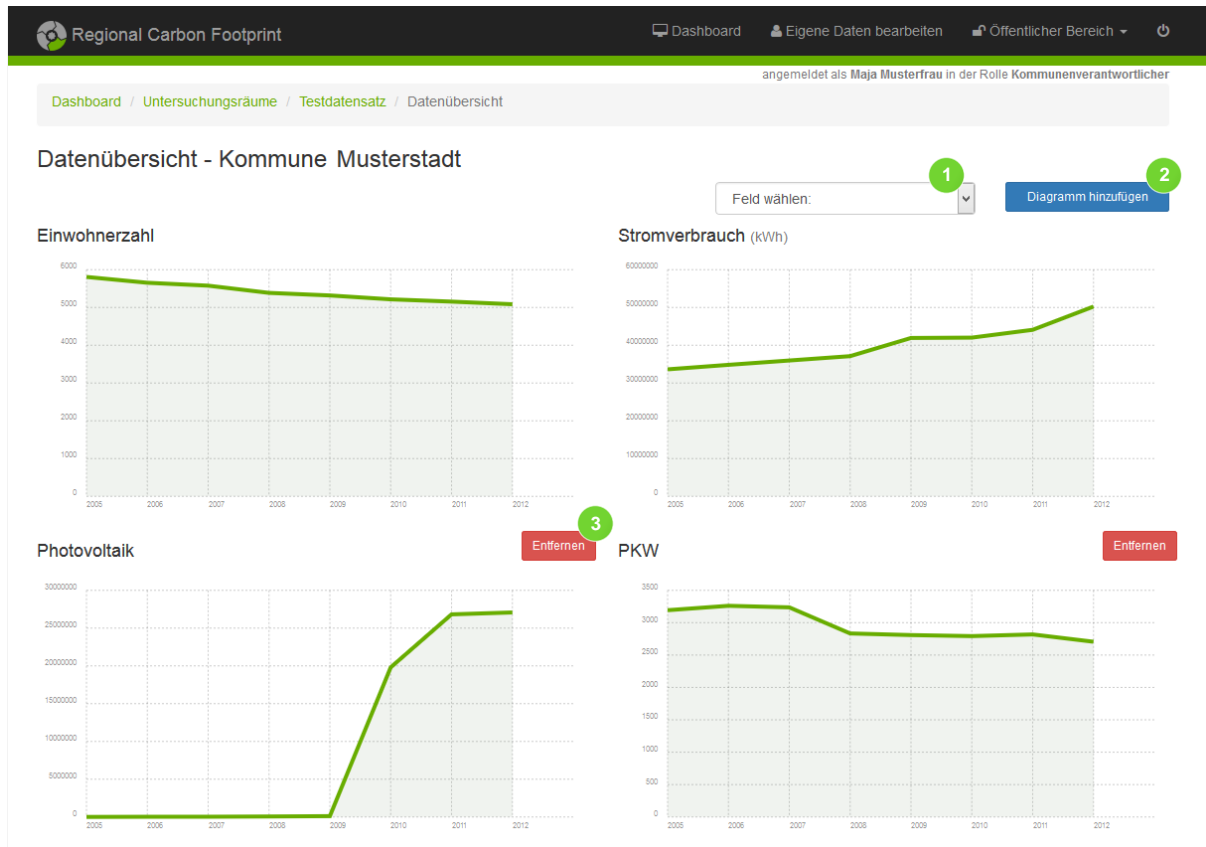 Regional Carbon Footprint
Dashboard Eigene Daten bearbeiten Öffentlicher Bereich
angemeldet als Maja Musterfrau in der Rolle Kommunenverantwortlicher
Dashboard / Untersuchungsräume / Testdatensatz / Datenübersicht
Datenübersicht - Kommune Musterstadt
1
2
Feld wählen:
Diagramm hinzufügen
Einwohnerzahl
6000
5000
4000
3000
2000
1000
0
2005 2006 2007 2008 2009 2010 2011 2012
Stromverbrauch (kWh)
60000000
50000000
40000000
30000000
20000000
10000000
0
2005 2006 2007 2008 2009 2010 2011 2012
Photovoltaik
3
Entfernen
30000000
25000000
20000000
15000000
10000000
5000000
0
2005 2006 2007 2008 2009 2010 2011 2012
PKW
Entfernen
3500
3000
2500
2000
1500
1000
500
0
2005 2006 2007 2008 2009 2010 2011 2012